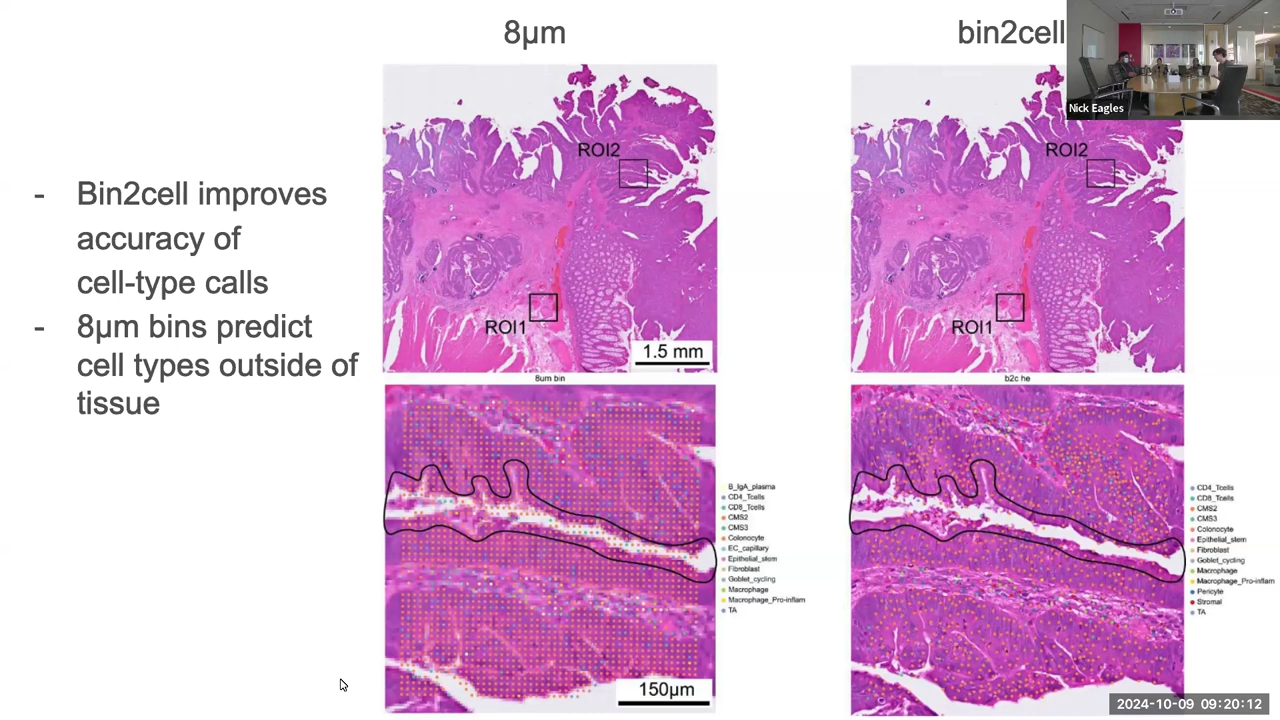 8µm
bin2cell
Nick Eagles
- Bin2cell improves
accuracy of
cell-type calls
- 8µm bins predict
cell types outside of
tissue
ROI2
ROI1
1.5 mm
ROI2
ROI1
8um bin
b2c he
B_IgA_plasma
CD4_Tcells
CD8_Tcells
CMS2
CMS3
Colonocyte
EC_capillary
Epithelial_stem
Fibroblast
Goblet_cycling
Macrophage
Macrophage_Pro-inflam
TA
150µm
CD4_Tcells
CD8_Tcells
CMS2
CMS3
Colonocyte
Epithelial_stem
Fibroblast
Goblet_cycling
Macrophage
Macrophage_Pro-inflam
Pericyte
Stromal
TA
2024-10-09 09:20:12